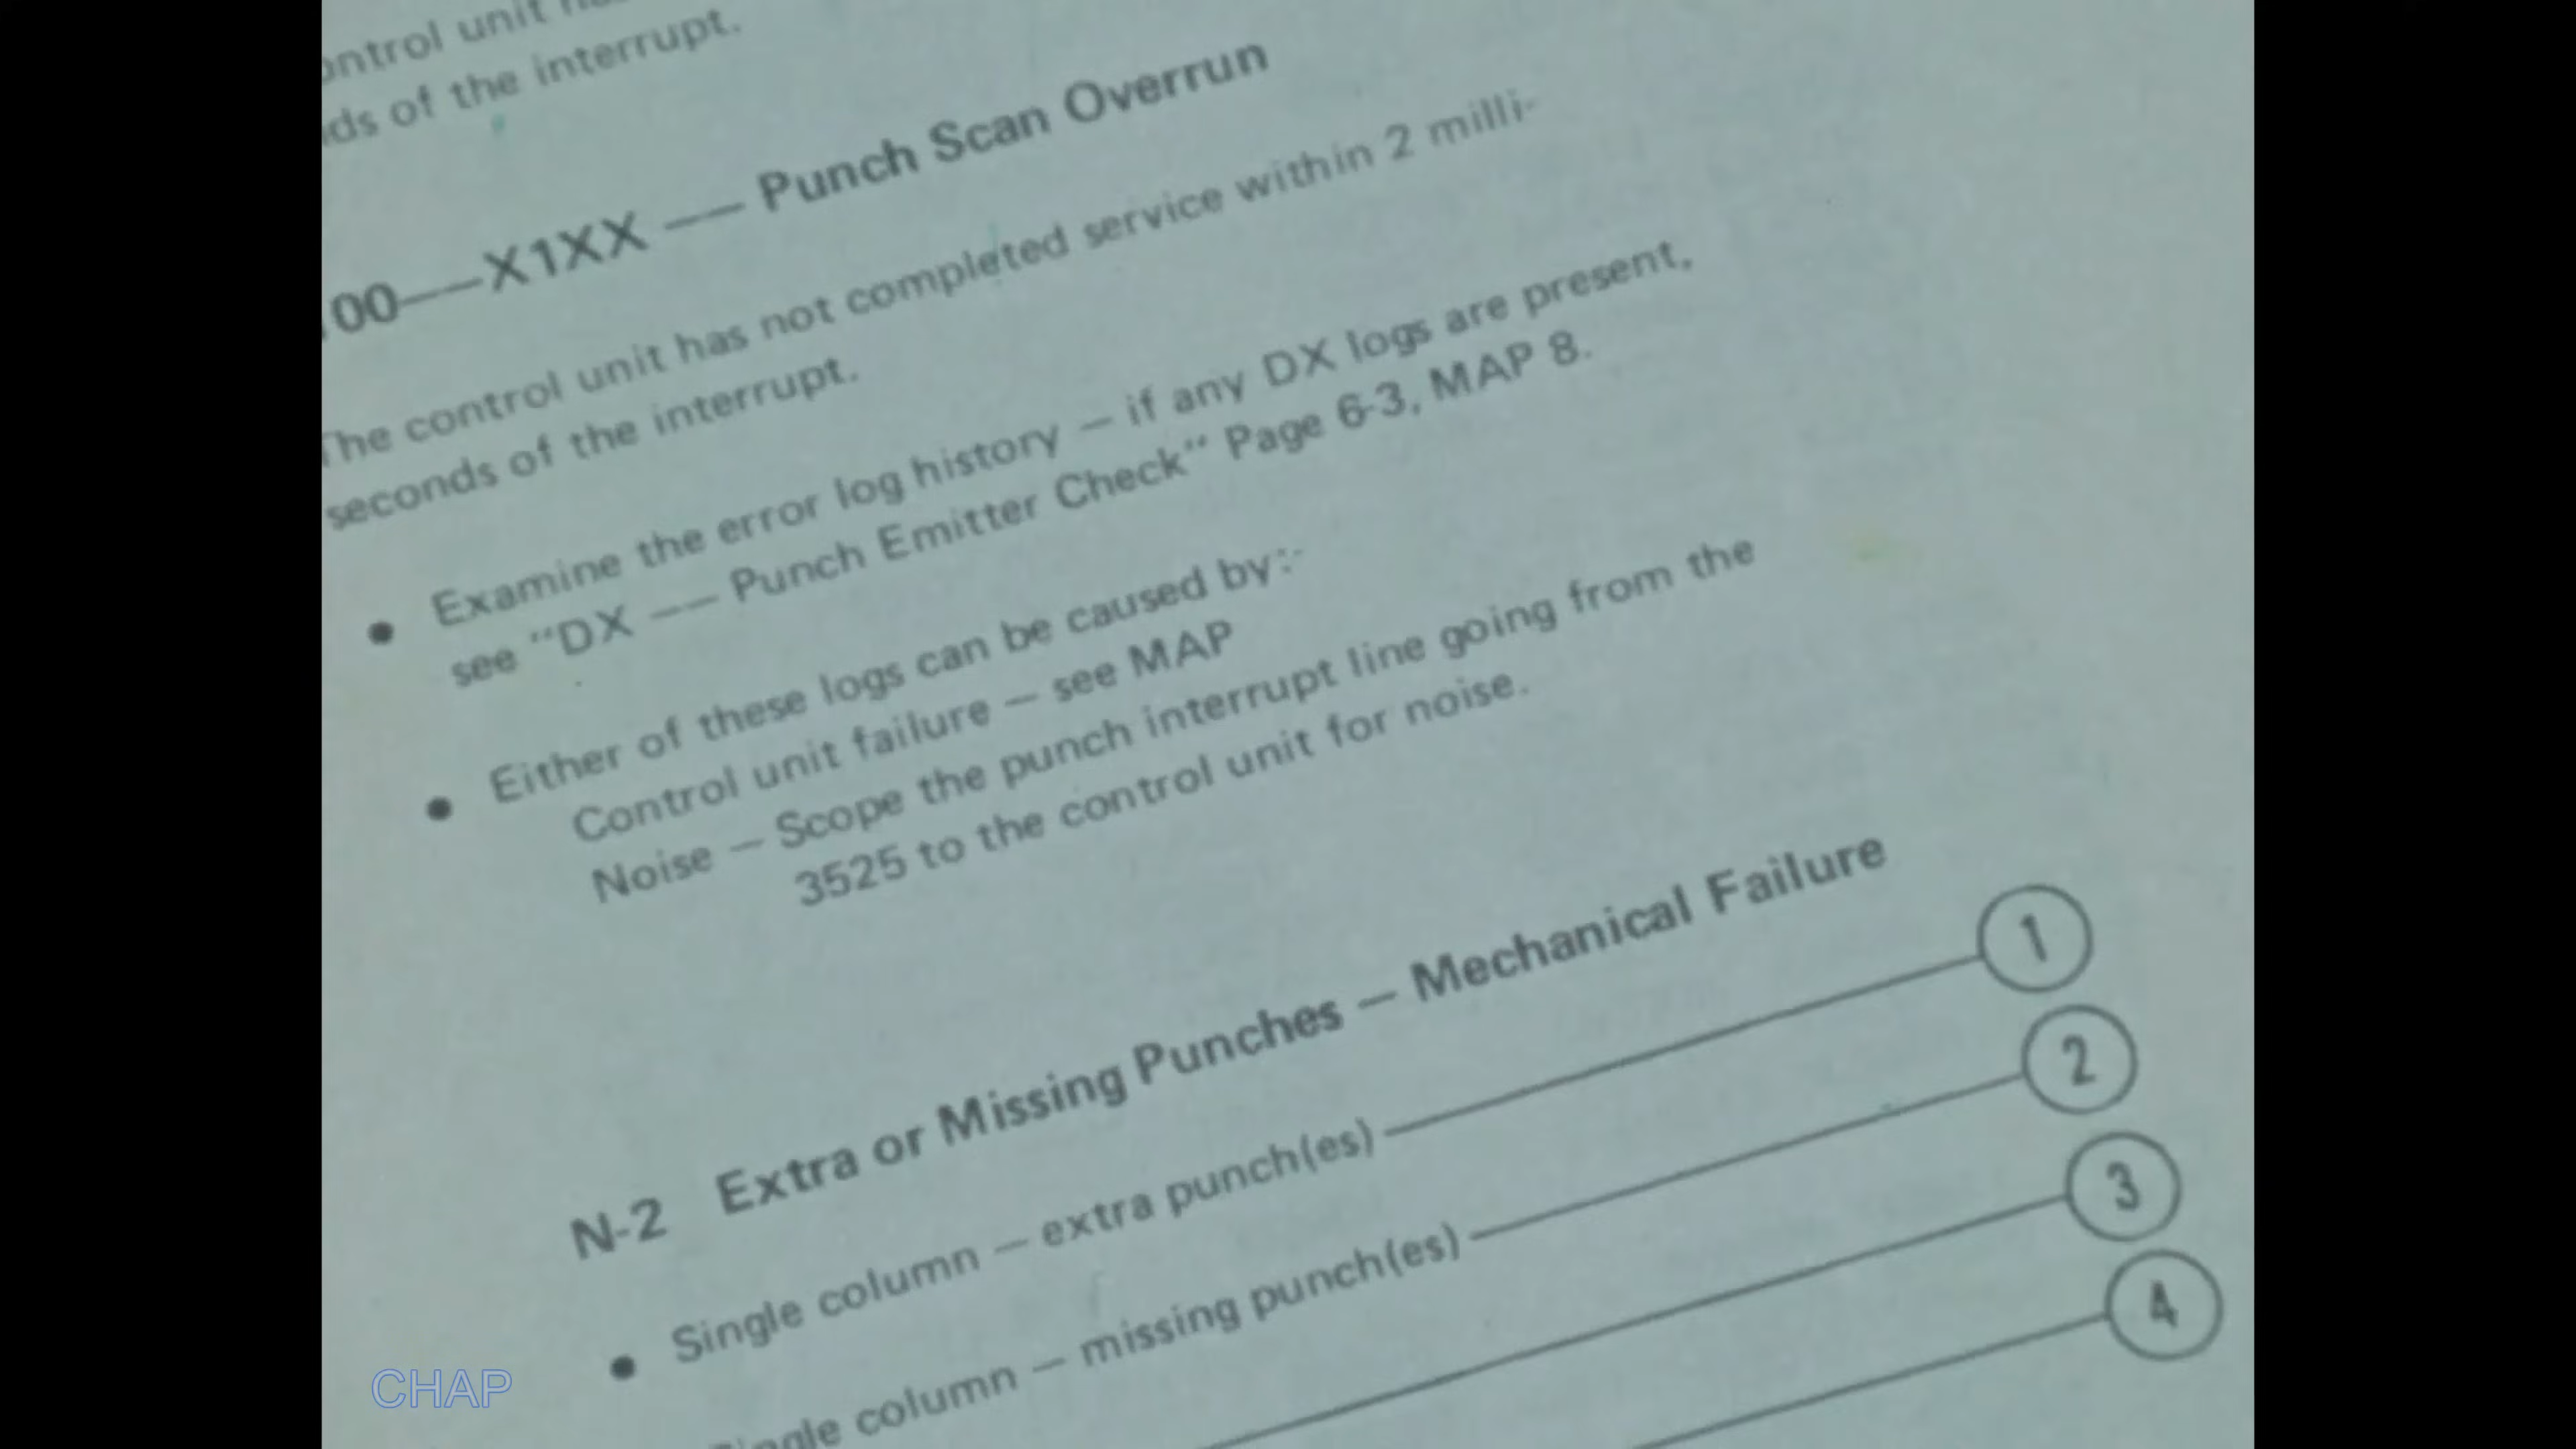 ontrol unit
ds of the interrupt.
00——X1XX —— Punch Scan Overrun
The control unit has not completed service within 2 milli-
seconds of the interrupt.
● Examine the error log history — if any DX logs are present,
see "DX —— Punch Emitter Check" Page 6-3, MAP 8.
● Either of these logs can be caused by:-
Control unit failure — see MAP
Noise — Scope the punch interrupt line going from the
3525 to the control unit for noise.
N-2 Extra or Missing Punches — Mechanical Failure
● Single column — extra punch(es) 1
Single column — missing punch(es) 2
3
4
CHAP